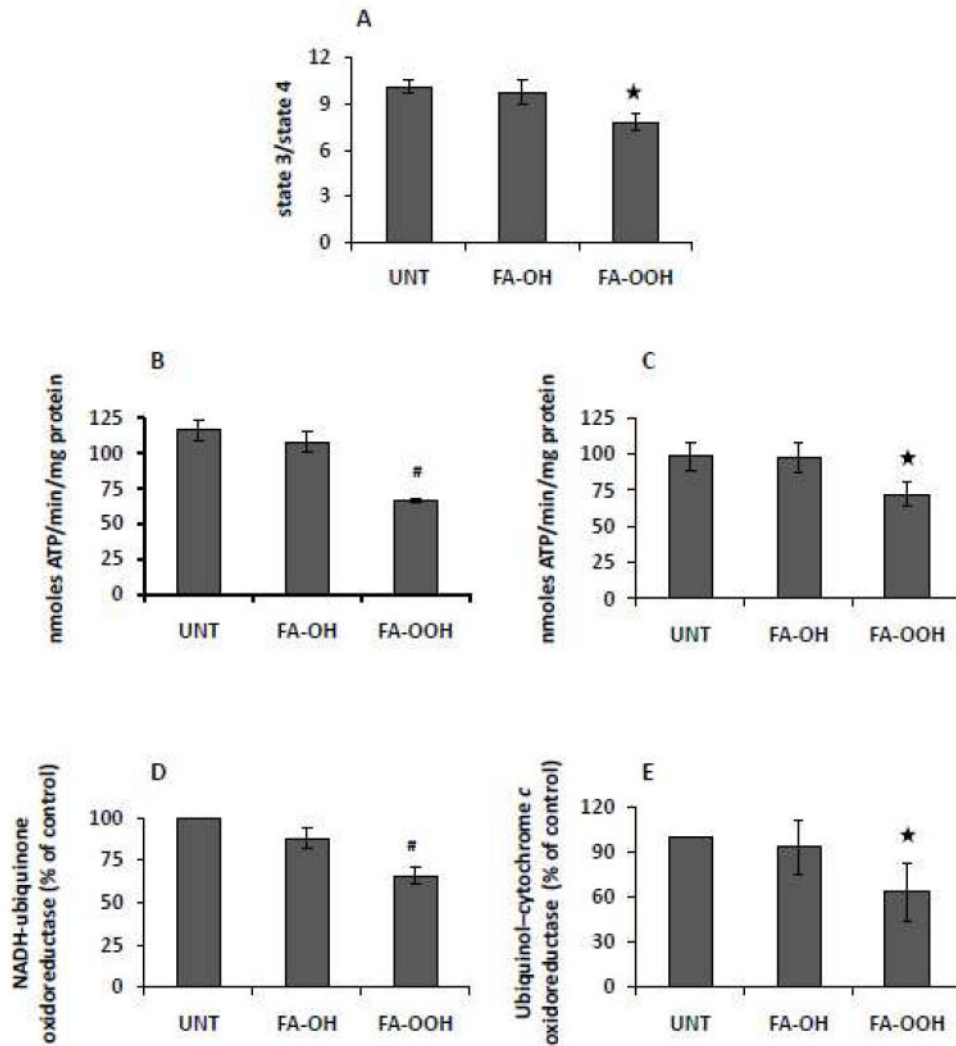 A
state 3/state 4
12
9
6
3
0
★
UNT FA-OH FA-OOH
B
nmoles ATP/min/mg protein
125
100
75
50
25
0
#
UNT FA-OH FA-OOH
C
nmoles ATP/min/mg protein
125
100
75
50
25
0
★
UNT FA-OH FA-OOH
D
NADH-ubiquinone
oxidoreductase (% of control)
100
75
50
25
0
#
UNT FA-OH FA-OOH
E
Ubiquinol–cytochrome c
oxidoreductase (% of control)
120
90
60
30
0
★
UNT FA-OH FA-OOH